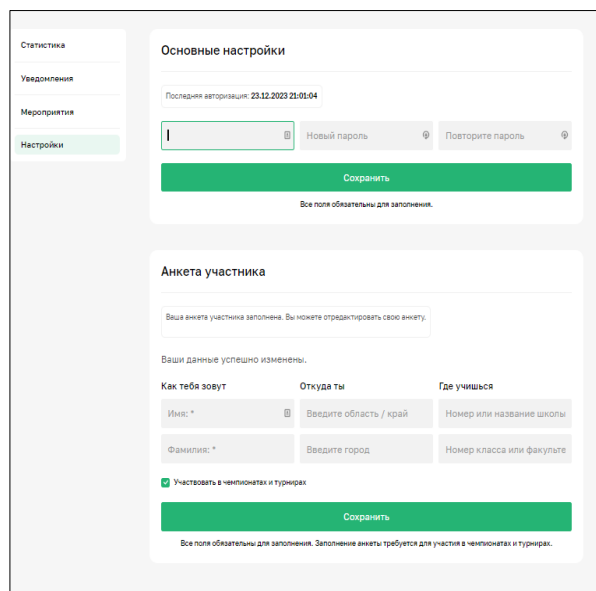 Статистика
Уведомления
Мероприятия
Настройки
Основные настройки
Последняя авторизация: 23.12.2023 21:01:04
Новый пароль
Повторите пароль
Сохранить
Все поля обязательны для заполнения.
Анкета участника
Ваша анкета участника заполнена. Вы можете отредактировать свою анкету.
Ваши данные успешно изменены.
Как тебя зовут
Откуда ты
Где учишься
Имя: *
Введите область / край
Номер или название школы
Фамилия: *
Введите город
Номер класса или факульте
Участвовать в чемпионатах и турнирах
Сохранить
Все поля обязательны для заполнения. Заполнение анкеты требуется для участия в чемпионатах и турнирах.